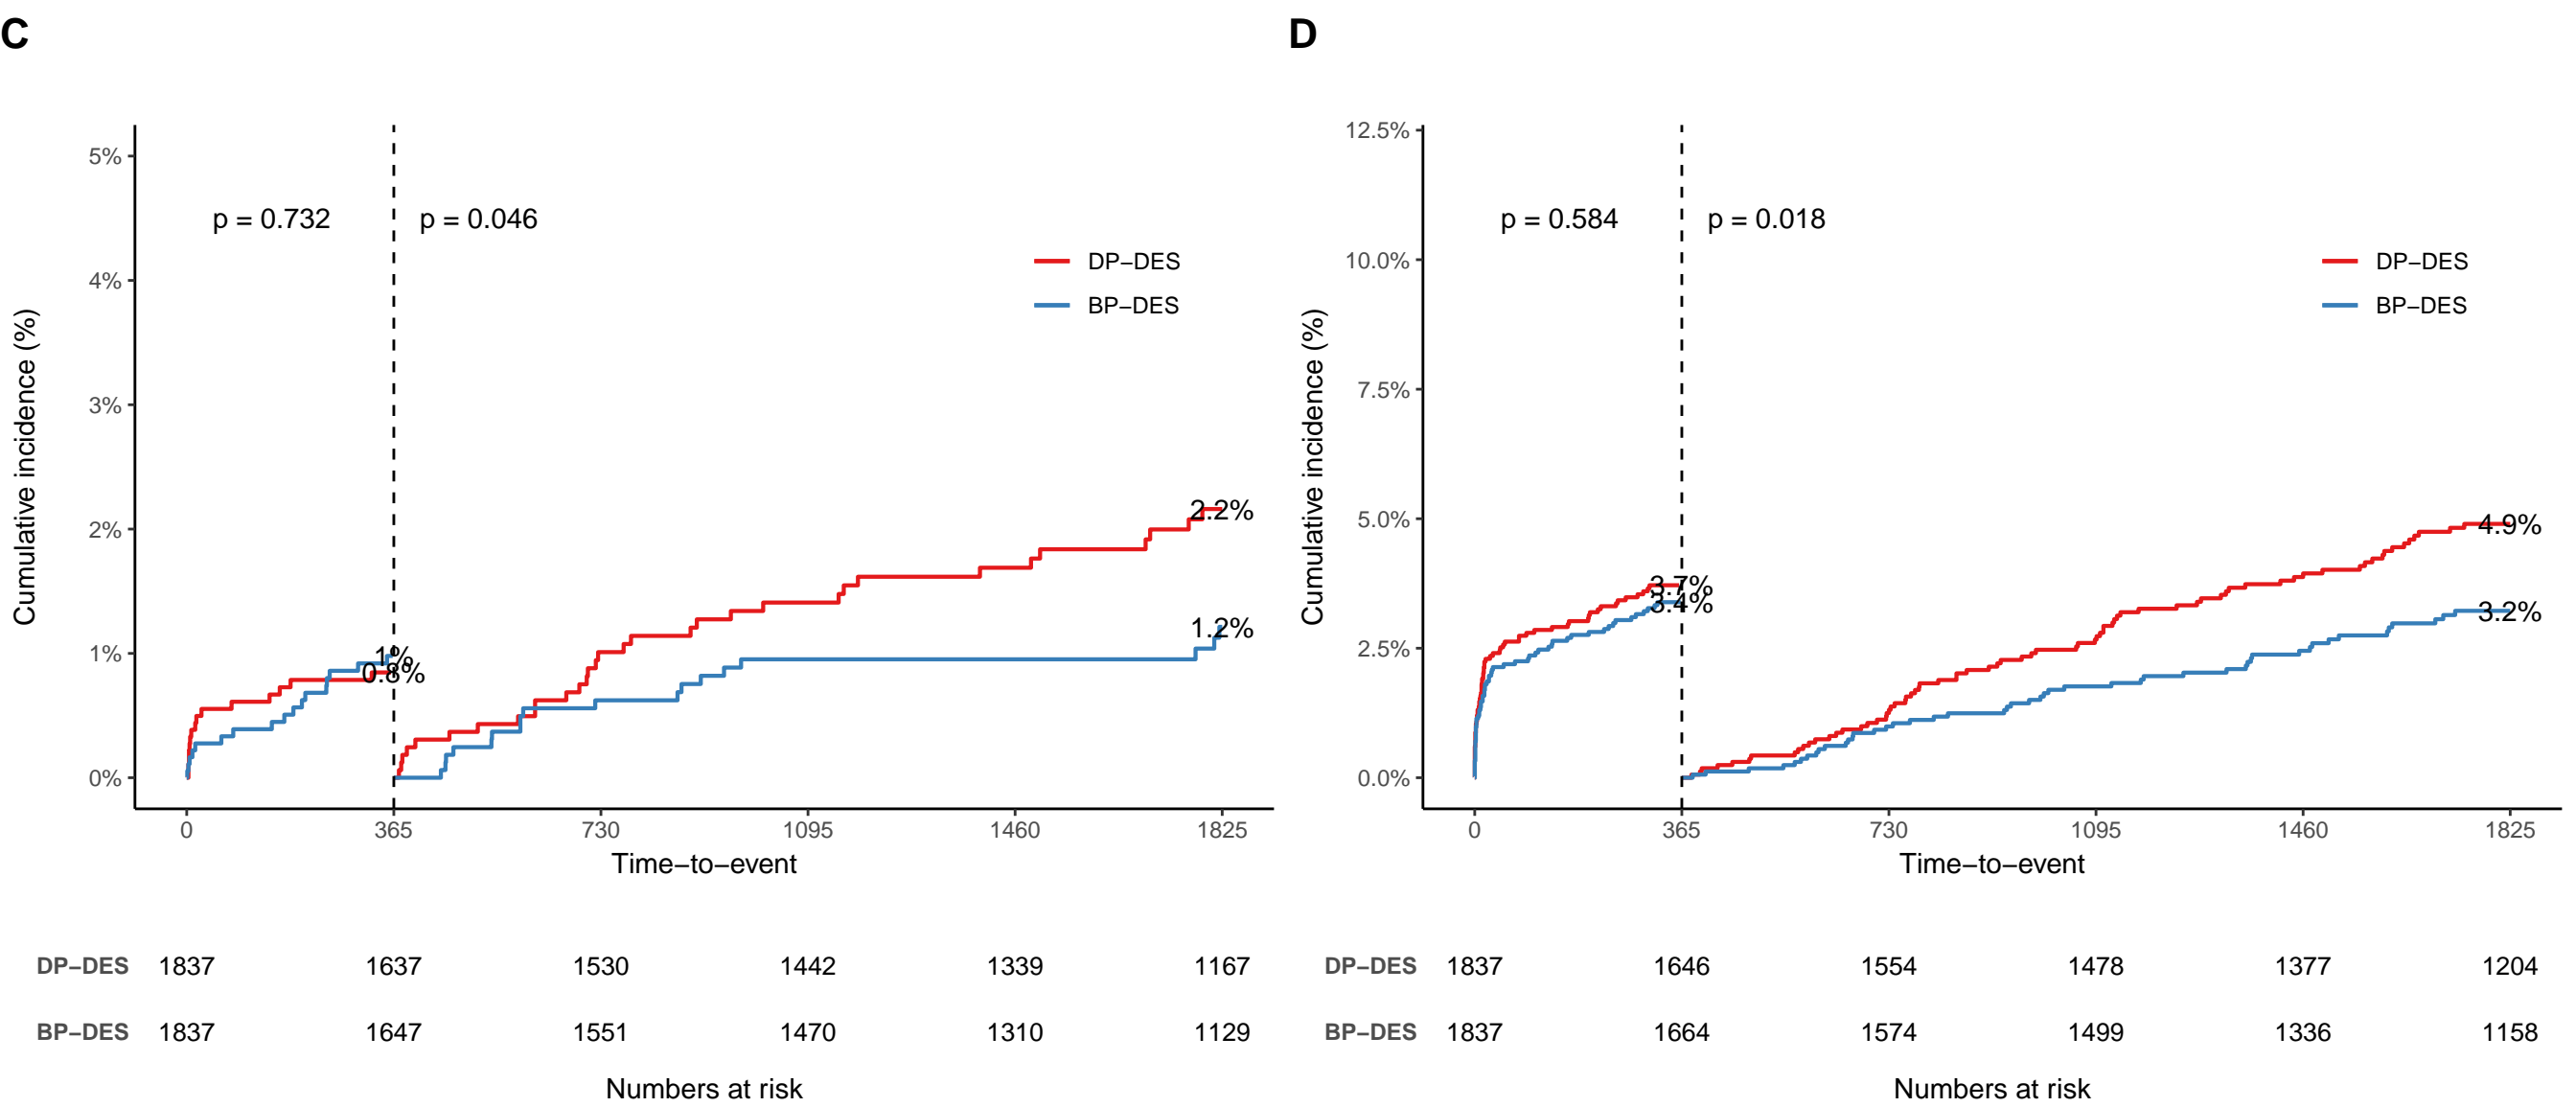 C
5%
4%
3%
2%
1%
0%
Cumulative incidence (%)
p = 0.732
p = 0.046
DP−DES
BP−DES
1%
0.8%
2.2%
1.2%
0 365 730 1095 1460 1825
Time−to−event
DP−DES 1837 1637 1530 1442 1339 1167
BP−DES 1837 1647 1551 1470 1310 1129
Numbers at risk
D
12.5%
10.0%
7.5%
5.0%
2.5%
0.0%
Cumulative incidence (%)
p = 0.584
p = 0.018
DP−DES
BP−DES
3.7%
3.4%
4.9%
3.2%
0 365 730 1095 1460 1825
Time−to−event
DP−DES 1837 1646 1554 1478 1377 1204
BP−DES 1837 1664 1574 1499 1336 1158
Numbers at risk